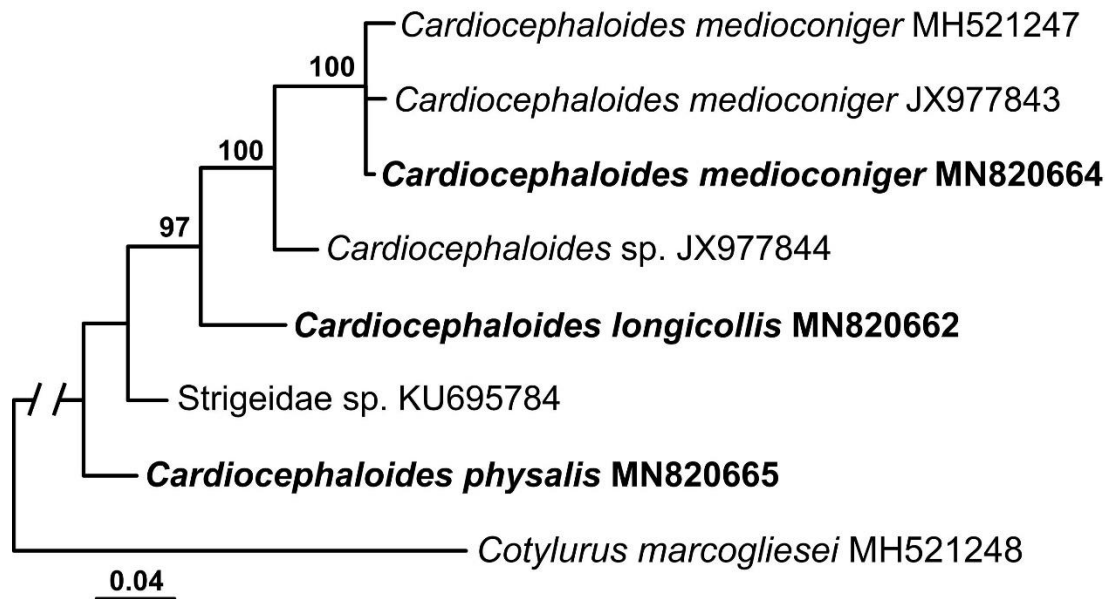 Cardiocephaloides medioconiger MH521247
100
Cardiocephaloides medioconiger JX977843
100
Cardiocephaloides medioconiger MN820664
97
Cardiocephaloides sp. JX977844
Cardiocephaloides longicollis MN820662
Strigeidae sp. KU695784
Cardiocephaloides physalis MN820665
Cotylurus marcogliesei MH521248
0.04